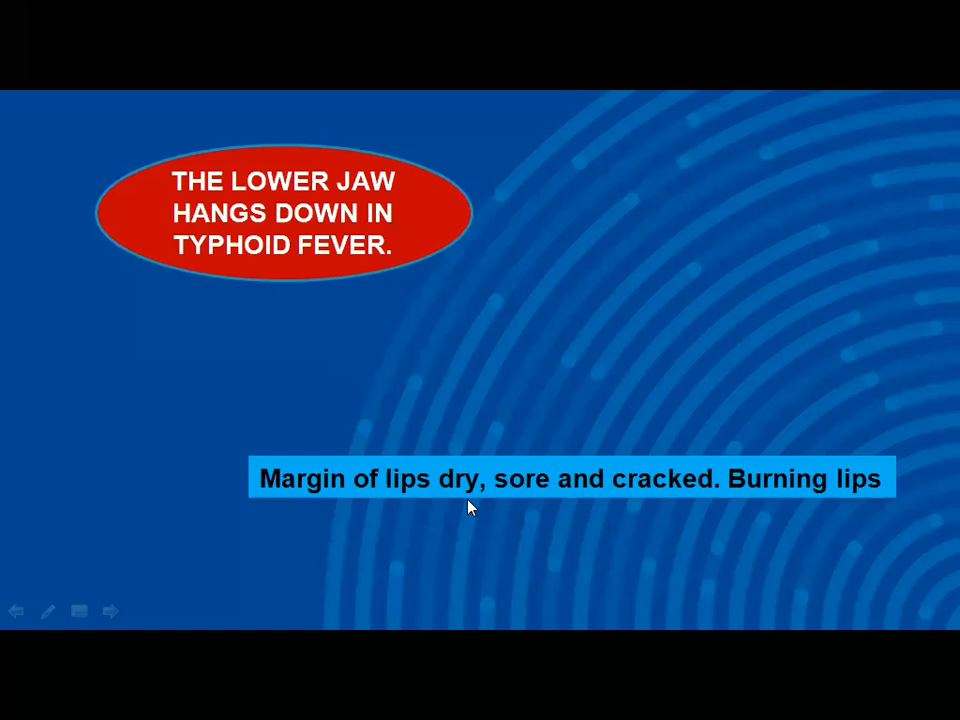 THE LOWER JAW
HANGS DOWN IN
TYPHOID FEVER.
Margin of lips dry, sore and cracked. Burning lips